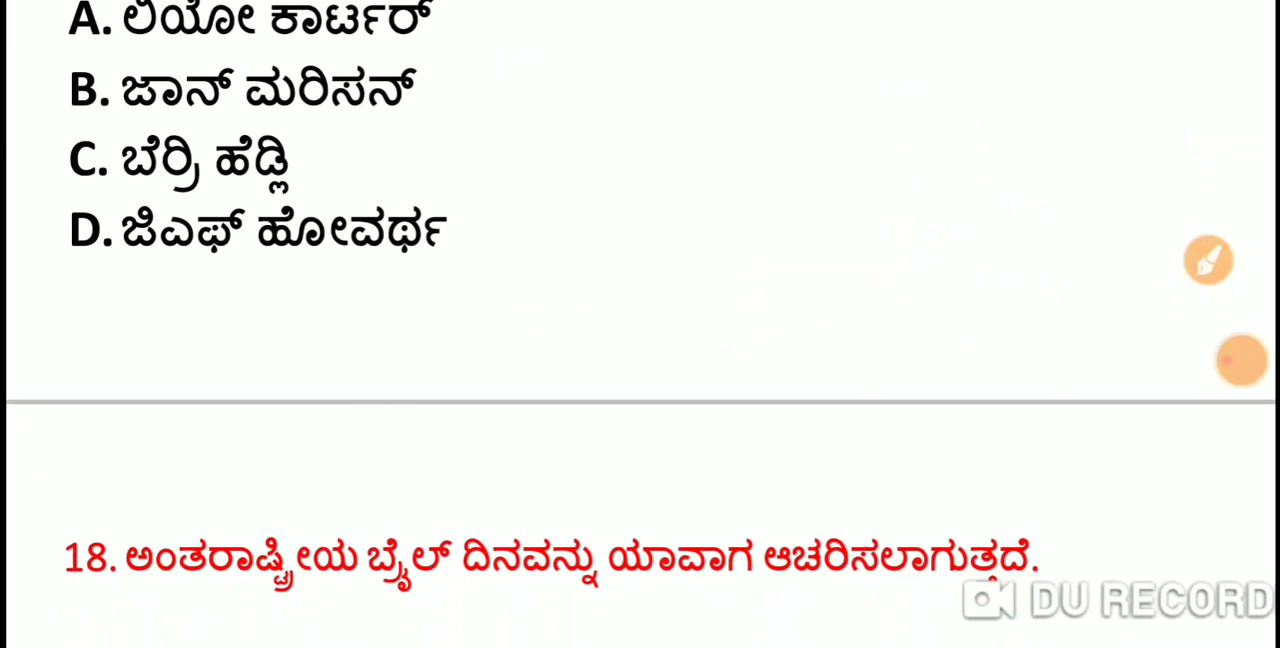 A. ಲಿಯೋ ಕಾರ್ಟರ್
B. ಜಾನ್ ಮರಿಸನ್
C. ಬೆರ್ರಿ ಹೆಡ್ಲಿ
D. ಜಿಎಫ್ ಹೋವರ್ಥ
18. ಅಂತರಾಷ್ಟ್ರೀಯ ಬ್ರೈಲ್ ದಿನವನ್ನು ಯಾವಾಗ ಆಚರಿಸಲಾಗುತ್ತದೆ.
DU RECORD